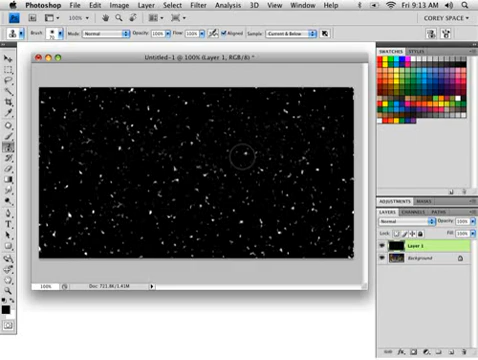 Photoshop File Edit Image Layer Select Filter Analysis 3D View Window Help Fri 9:13 AM
100% COREY SPACE
Brush: Mode: Normal Opacity: 100% Flow: 100% Aligned Sample: Current & Below
Untitled-1 @ 100% (Layer 1, RGB/8) *
SWATCHES STYLES
ADJUSTMENTS MASKS
LAYERS CHANNELS PATHS
Normal Opacity: 100%
Lock: Fill: 100%
Layer 1
Background
100% Doc: 721.8K/1.41M